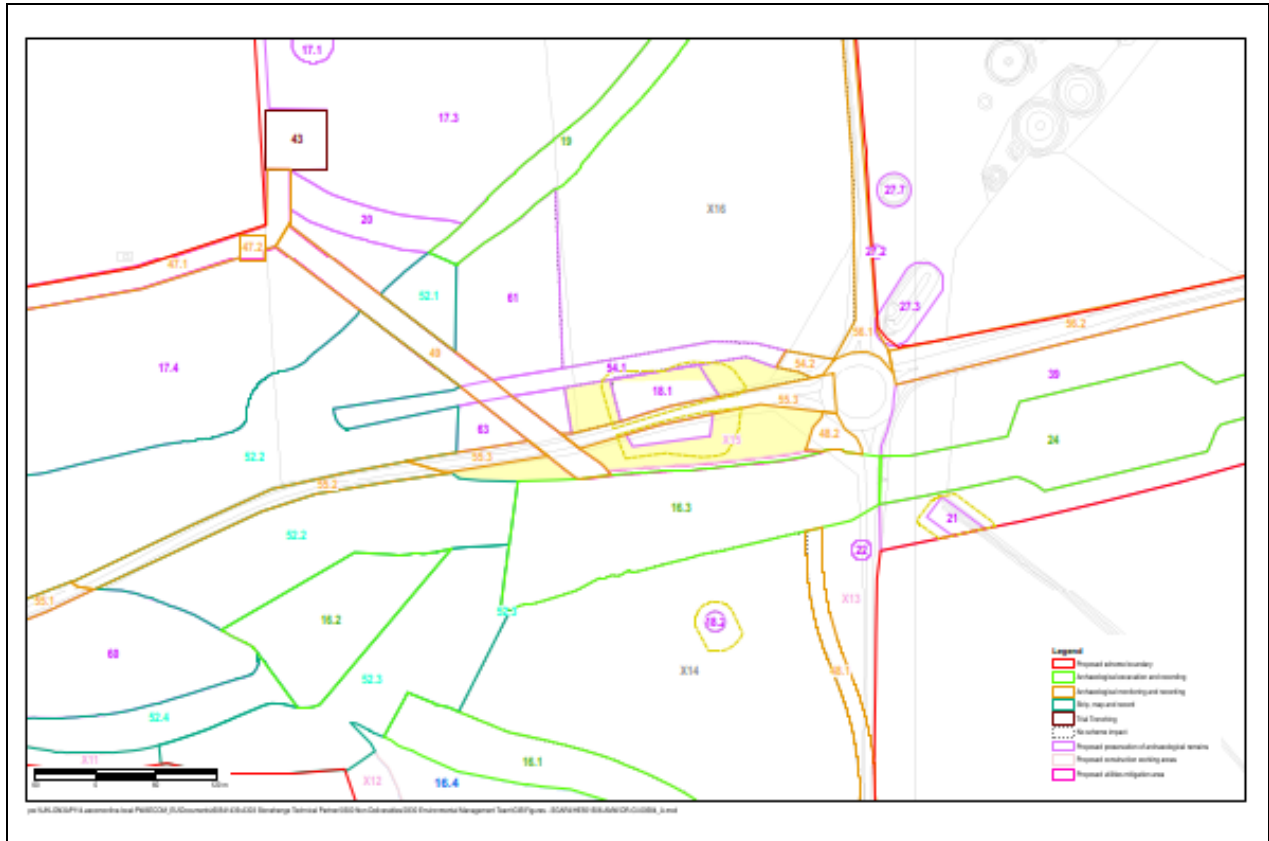 17.1
17.3
43
19
20
X16
27.7
47.2
47.1
27.2
52.1
61
27.3
56.2
56.1
49
17.4
54.1
54.2
39
18.1
55.3
63
48.2
X15
24
52.2
55.3
55.2
16.3
21
52.2
22
55.1
X13
52.3
16.2
18.2
60
X14
52.3
48.1
52.4
X11
X12
16.4
16.1
Legend
Proposed scheme boundary
Archaeological excavation and recording
Archaeological monitoring and recording
Strip, map and record
Trial Trenching
No scheme impact
Proposed preservation of archaeological remains
Proposed construction working areas
Proposed utilities mitigation area